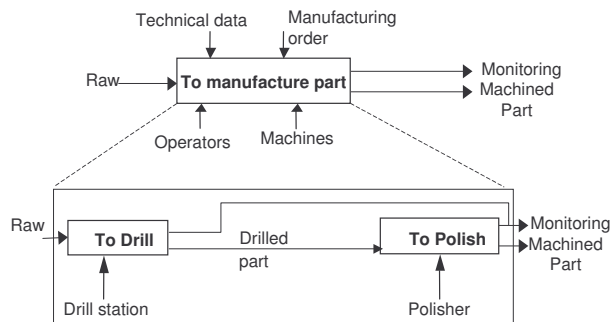 Technical data
Manufacturing
order
Raw
To manufacture part
Monitoring
Machined
Part
Operators
Machines
Raw
To Drill
Drilled
part
To Polish
Monitoring
Machined
Part
Drill station
Polisher